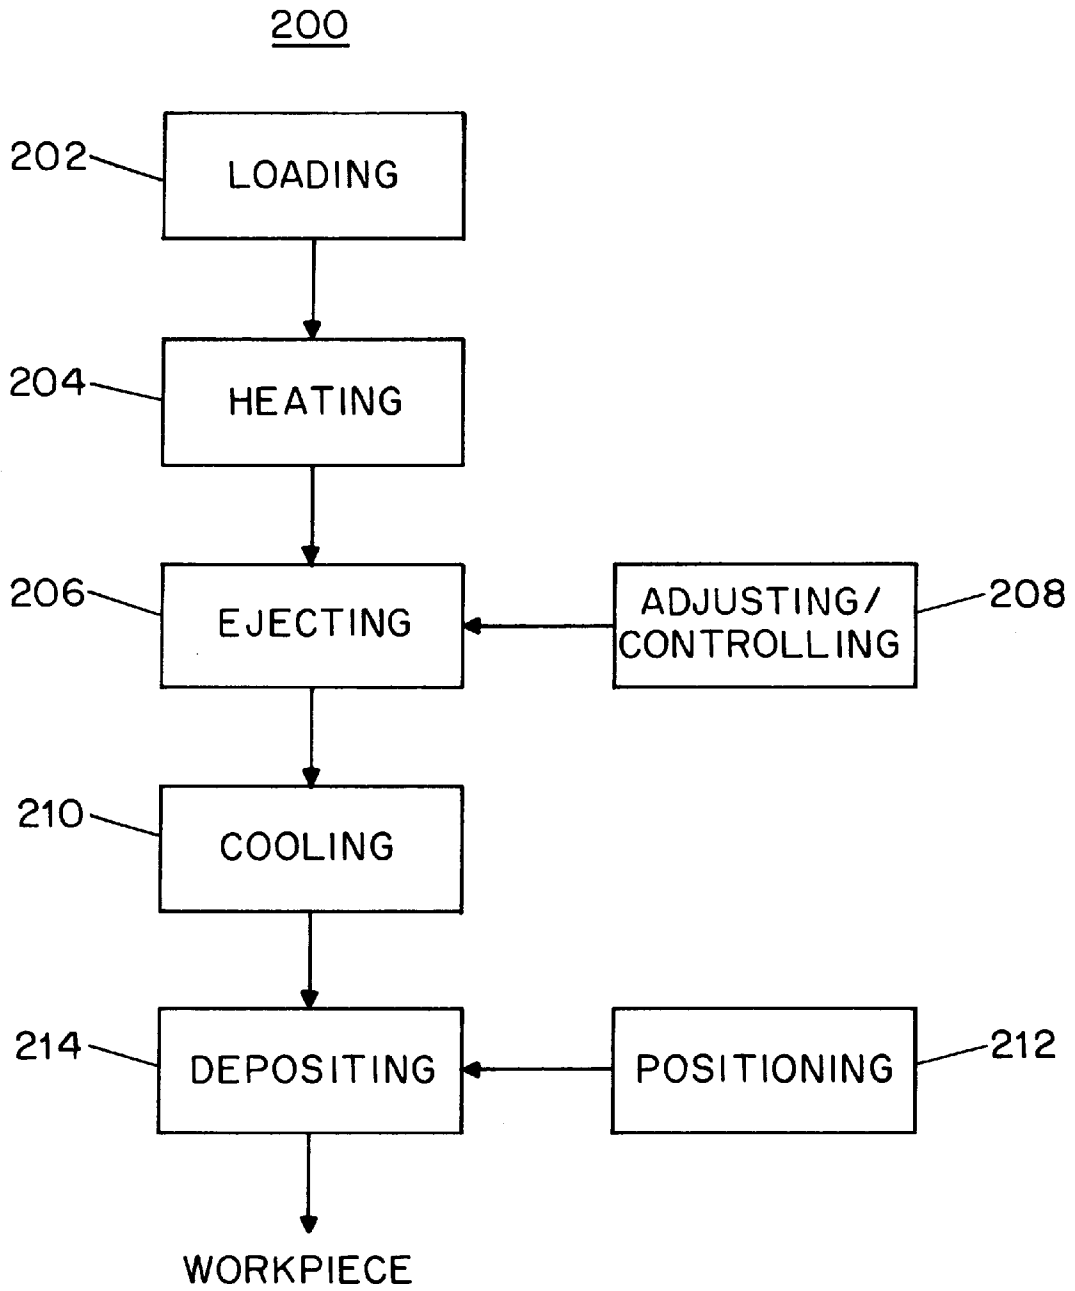 200
202
LOADING
204
HEATING
206
EJECTING
ADJUSTING/
CONTROLLING
208
210
COOLING
214
DEPOSITING
POSITIONING
212
WORKPIECE